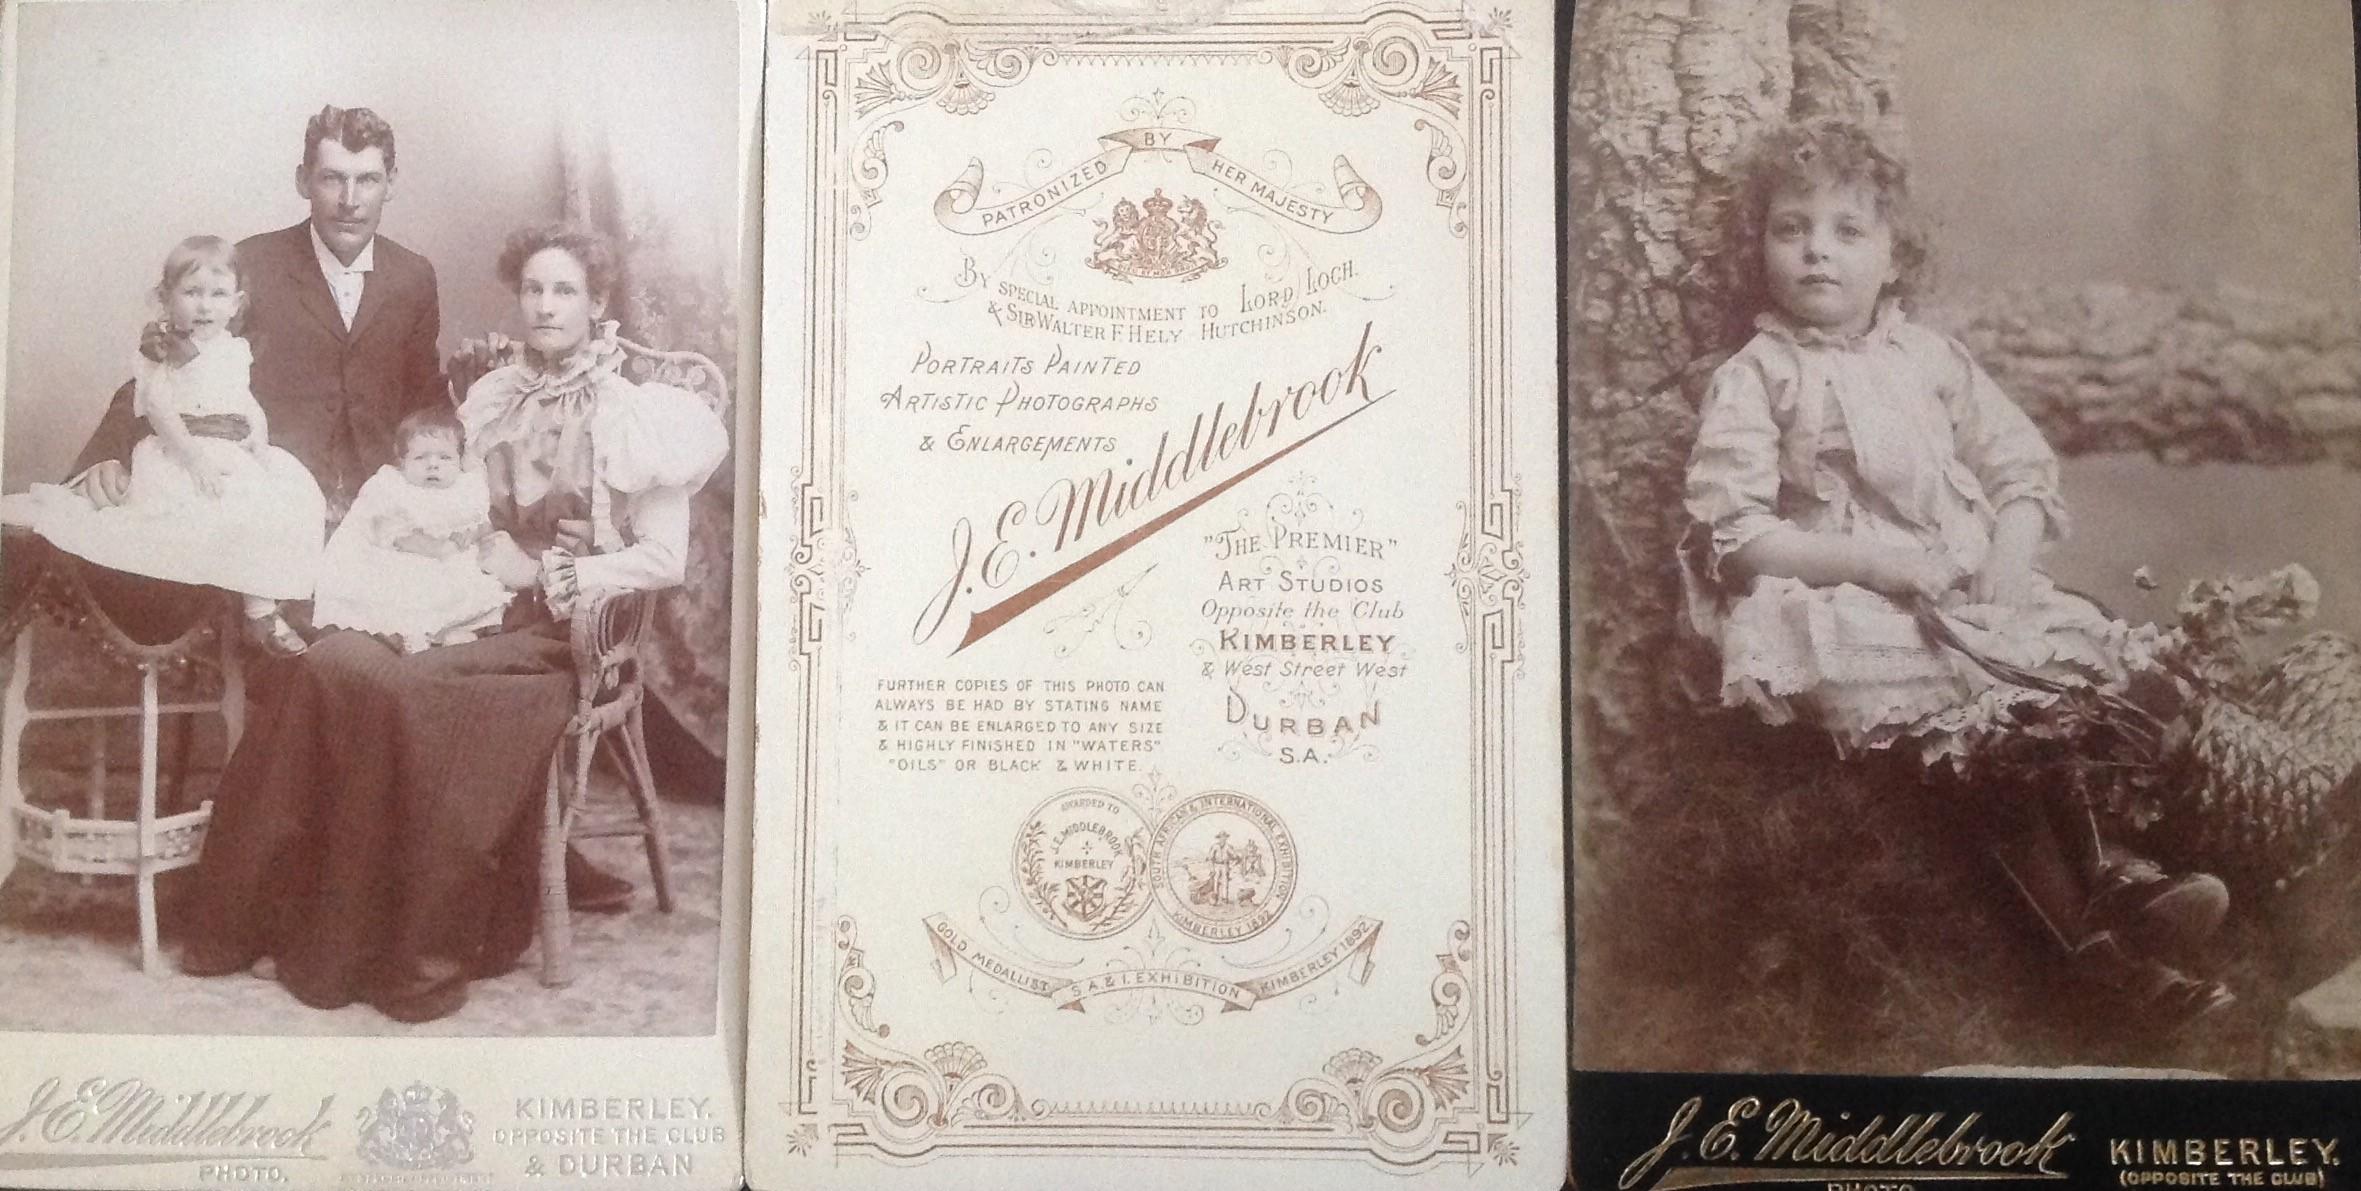 J. E. Middlebrook
PHOTO.
KIMBERLEY.
OPPOSITE THE CLUB
& DURBAN
PATRONIZED BY HER MAJESTY
BY SPECIAL APPOINTMENT TO LORD LOCH.
& SIR WALTER F. HELY HUTCHINSON.
PORTRAITS PAINTED
ARTISTIC PHOTOGRAPHS
& ENLARGEMENTS
J. E. Middlebrook
"THE PREMIER"
ART STUDIOS
Opposite the Club
KIMBERLEY
& West Street West
DURBAN
S.A.
FURTHER COPIES OF THIS PHOTO CAN
ALWAYS BE HAD BY STATING NAME
& IT CAN BE ENLARGED TO ANY SIZE
& HIGHLY FINISHED IN "WATERS"
"OILS" OR BLACK & WHITE.
AWARDED TO
J.E. MIDDLEBROOK
KIMBERLEY
SOUTH AFRICAN & INTERNATIONAL EXHIBITION
KIMBERLEY 1892
GOLD MEDALLIST S.A. & I. EXHIBITION KIMBERLEY 1892
J. E. Middlebrook
PHOTO
KIMBERLEY.
(OPPOSITE THE CLUB)